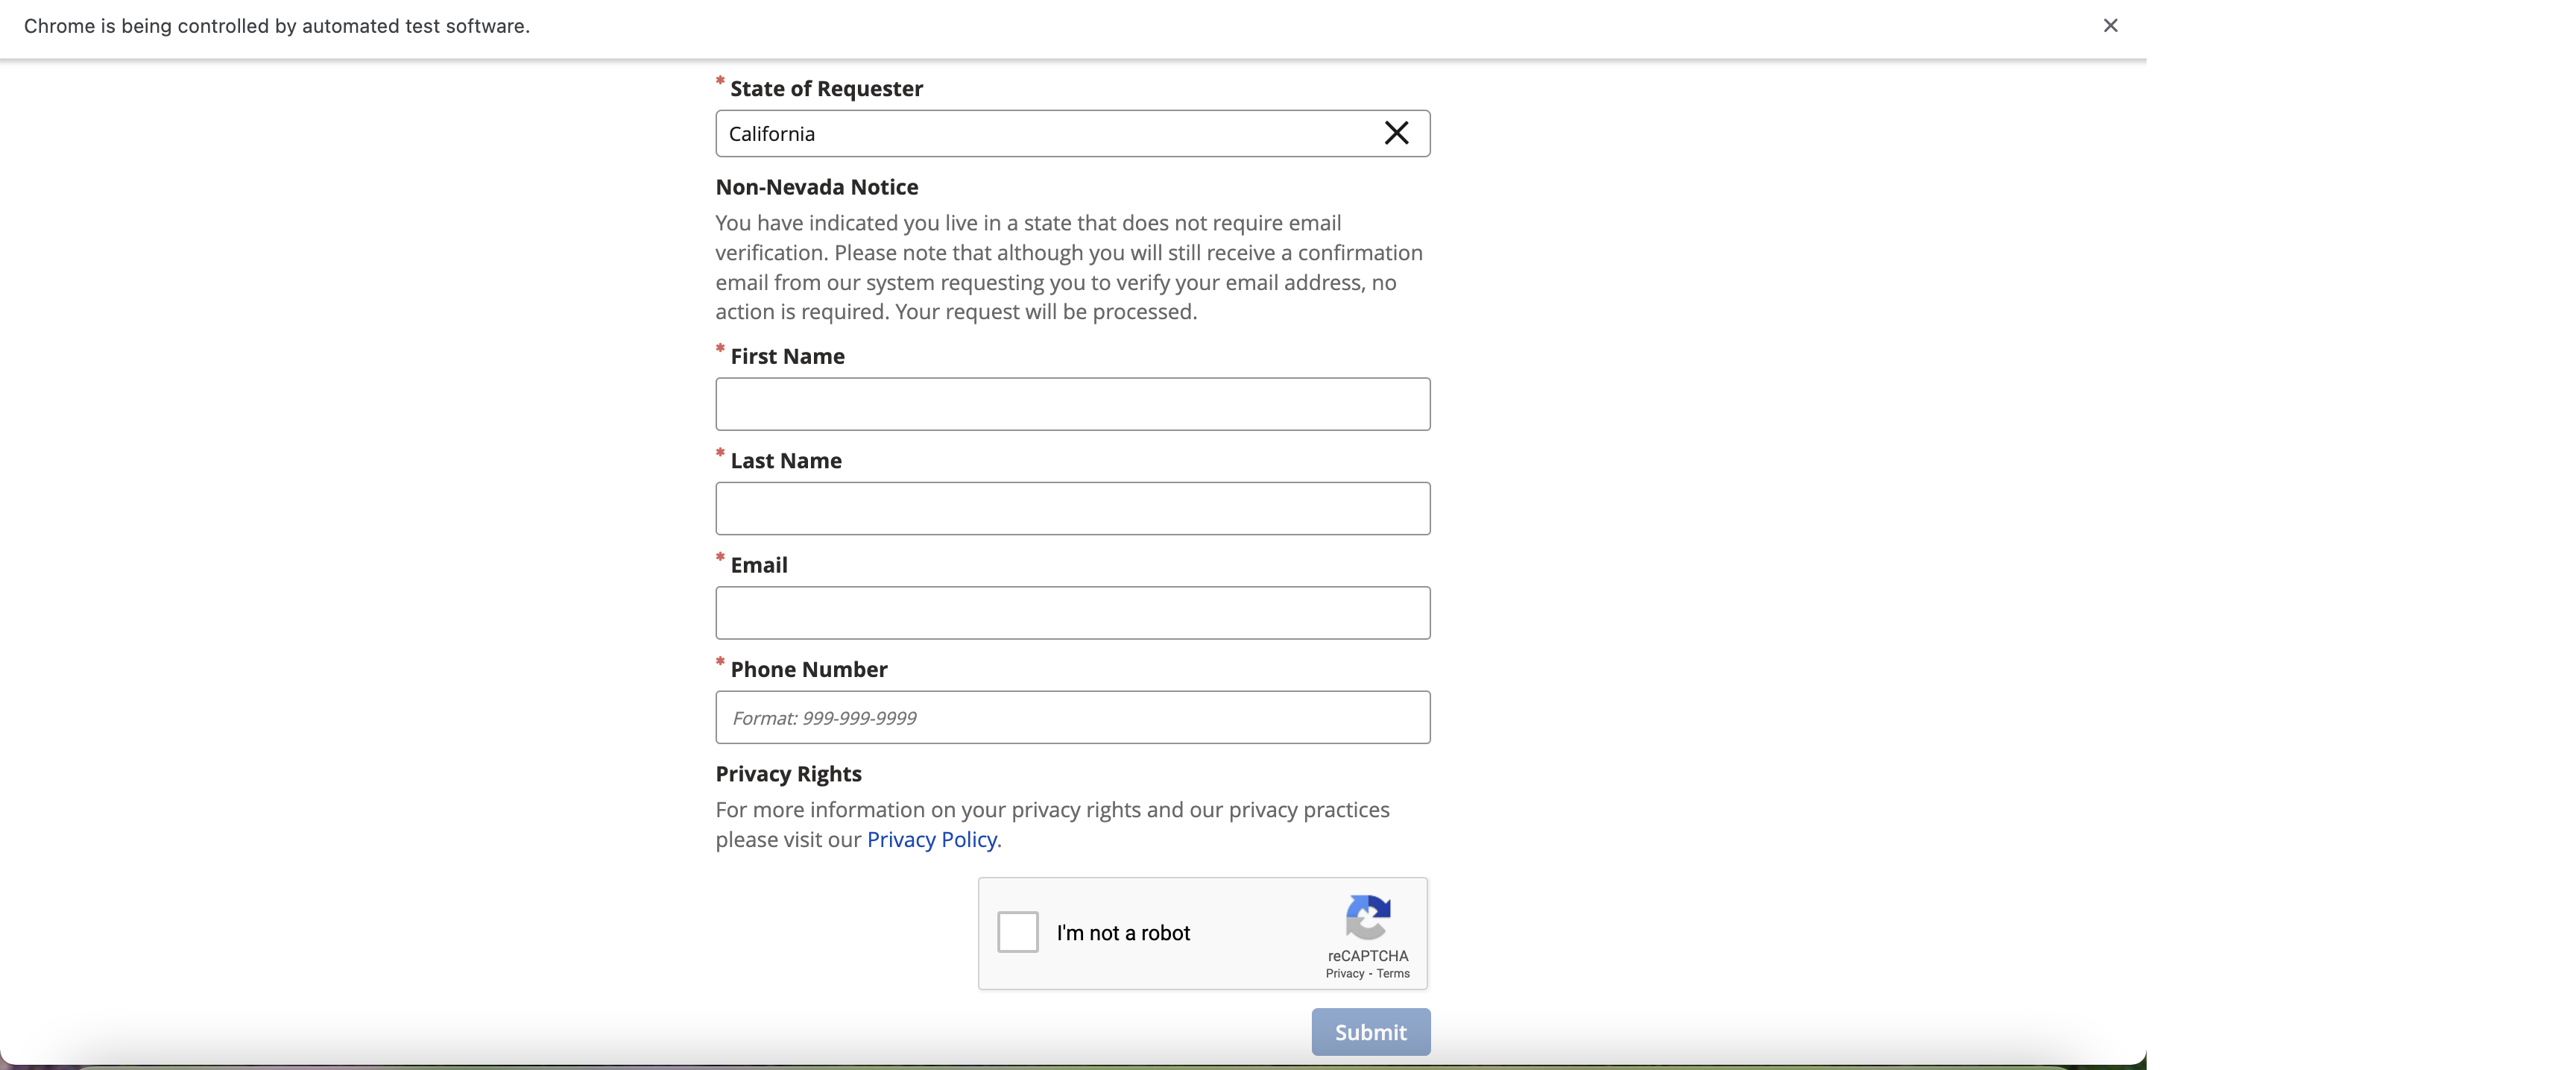 Chrome is being controlled by automated test software.
* State of Requester
California
Non-Nevada Notice
You have indicated you live in a state that does not require email
verification. Please note that although you will still receive a confirmation
email from our system requesting you to verify your email address, no
action is required. Your request will be processed.
* First Name
* Last Name
* Email
* Phone Number
Format: 999-999-9999
Privacy Rights
For more information on your privacy rights and our privacy practices
please visit our Privacy Policy.
I'm not a robot
reCAPTCHA
Privacy - Terms
Submit